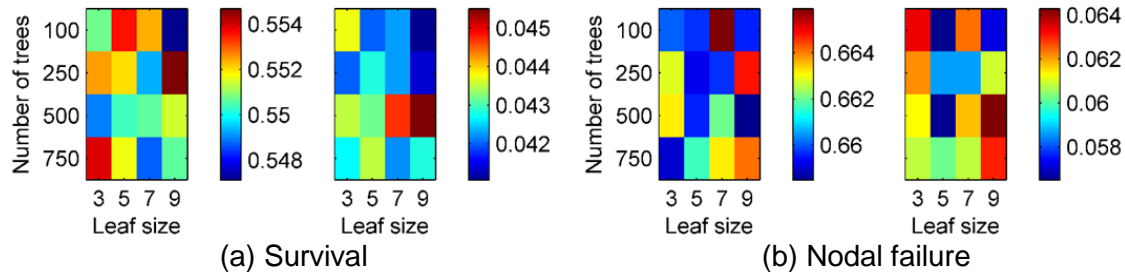 Number of trees
100
250
500
750
3 5 7 9
Leaf size
0.554
0.552
0.55
0.548
3 5 7 9
Leaf size
0.045
0.044
0.043
0.042
(a) Survival
Number of trees
100
250
500
750
3 5 7 9
Leaf size
0.664
0.662
0.66
3 5 7 9
Leaf size
0.064
0.062
0.06
0.058
(b) Nodal failure